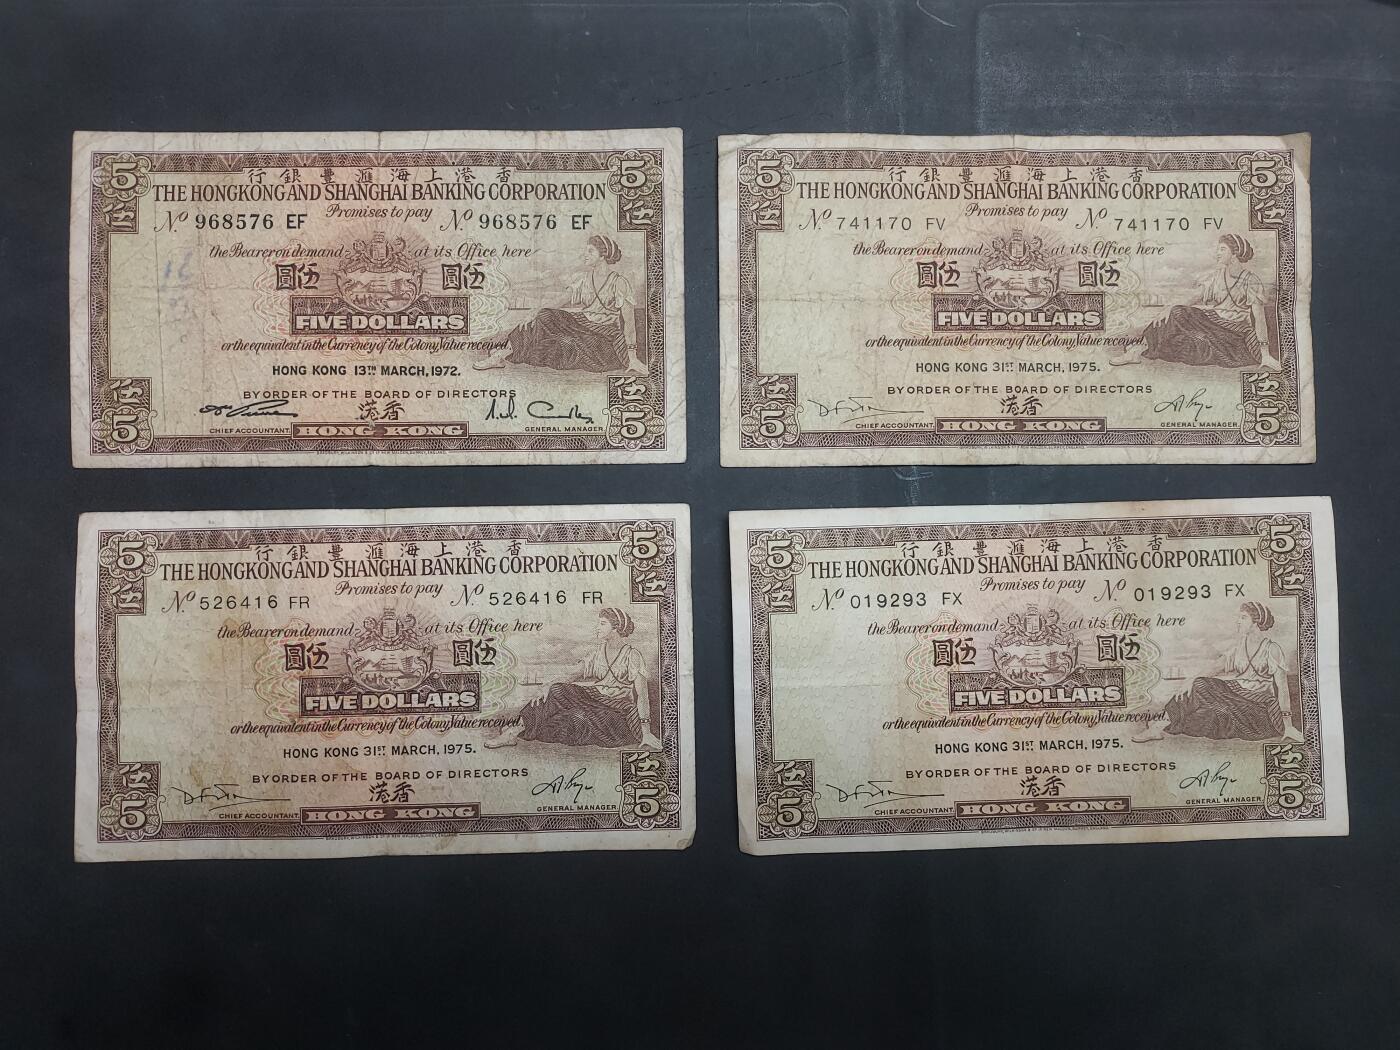 5 行銀豐滙海上港香 5
THE HONGKONG AND SHANGHAI BANKING CORPORATION
伍 Promises to pay 伍
Nº 968576 EF Nº 968576 EF
the Bearer on demand at its Office here
圓伍 圓伍
FIVE DOLLARS
or the equivalent in the Currency of the Colony, Value received.
HONG KONG 13TH MARCH, 1972.
BY ORDER OF THE BOARD OF DIRECTORS
伍 港香 伍
5 CHIEF ACCOUNTANT. HONG KONG GENERAL MANAGER. 5
5 行銀豐滙海上港香 5
THE HONGKONG AND SHANGHAI BANKING CORPORATION
伍 Promises to pay 伍
Nº 741170 FV Nº 741170 FV
the Bearer on demand at its Office here
圓伍 圓伍
FIVE DOLLARS
or the equivalent in the Currency of the Colony, Value received.
HONG KONG 31ST MARCH, 1975.
BY ORDER OF THE BOARD OF DIRECTORS
伍 港香 伍
5 CHIEF ACCOUNTANT. HONG KONG GENERAL MANAGER. 5
5 行銀豐滙海上港香 5
THE HONGKONG AND SHANGHAI BANKING CORPORATION
伍 Promises to pay 伍
Nº 526416 FR Nº 526416 FR
the Bearer on demand at its Office here
圓伍 圓伍
FIVE DOLLARS
or the equivalent in the Currency of the Colony, Value received.
HONG KONG 31ST MARCH, 1975.
BY ORDER OF THE BOARD OF DIRECTORS
伍 港香 伍
5 CHIEF ACCOUNTANT. HONG KONG GENERAL MANAGER. 5
5 行銀豐滙海上港香 5
THE HONGKONG AND SHANGHAI BANKING CORPORATION
伍 Promises to pay 伍
Nº 019293 FX Nº 019293 FX
the Bearer on demand at its Office here
圓伍 圓伍
FIVE DOLLARS
or the equivalent in the Currency of the Colony, Value received.
HONG KONG 31ST MARCH, 1975.
BY ORDER OF THE BOARD OF DIRECTORS
伍 港香 伍
5 CHIEF ACCOUNTANT. HONG KONG GENERAL MANAGER. 5